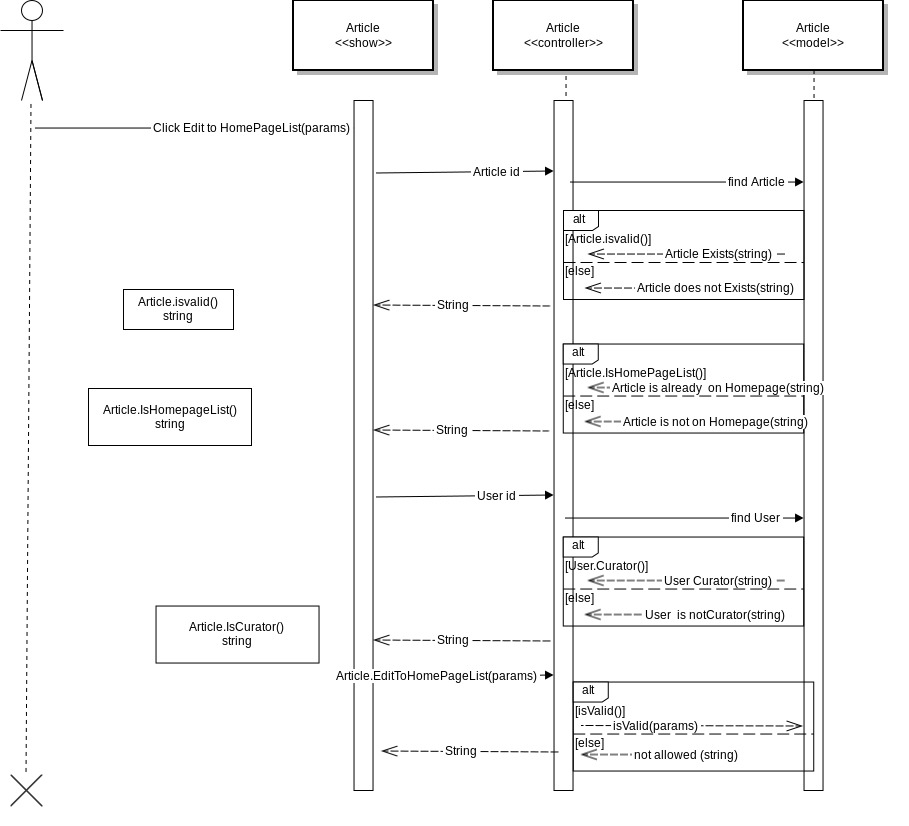 Article
<<show>>
Article
<<controller>>
Article
<<model>>
Click Edit to HomePageList(params)
Article id
find Article
alt
[Article.isvalid()]
Article Exists(string)
[else]
Article does not Exists(string)
Article.isvalid()
string
String
alt
[Article.IsHomePageList()]
Article is already on Homepage(string)
[else]
Article is not on Homepage(string)
Article.IsHomepageList()
string
String
User id
find User
alt
[User.Curator()]
User Curator(string)
[else]
User is notCurator(string)
Article.IsCurator()
string
String
Article.EditToHomePageList(params)
alt
[isValid()]
isValid(params)
[else]
not allowed (string)
String